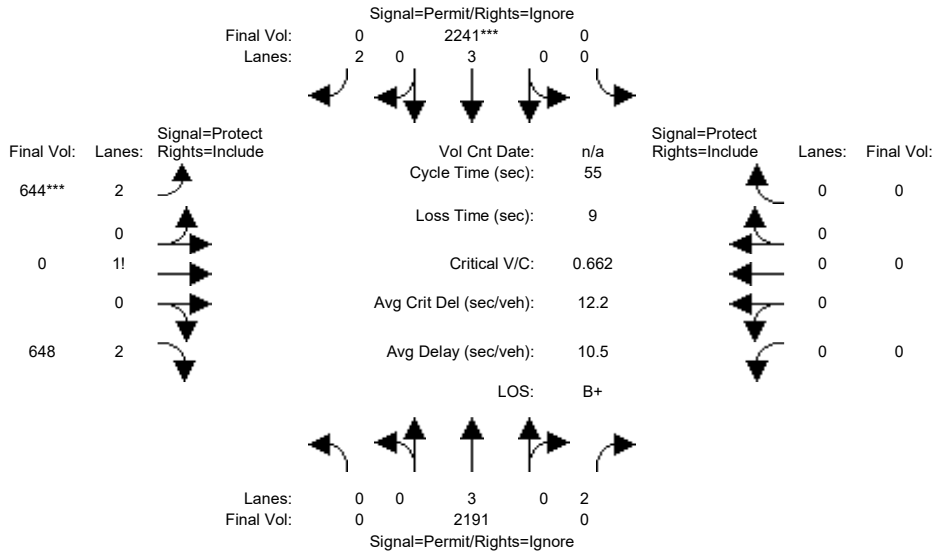 Signal=Permit/Rights=Ignore
Final Vol: 0 2241*** 0
Lanes: 2 0 3 0 0
Signal=Protect
Final Vol: Lanes: Rights=Include
Vol Cnt Date: n/a
Signal=Protect
Rights=Include Lanes: Final Vol:
Cycle Time (sec): 55
644*** 2
0 0
Loss Time (sec): 9
0
0
0 1!
Critical V/C: 0.662
0 0
0
Avg Crit Del (sec/veh): 12.2
0
648 2
Avg Delay (sec/veh): 10.5
0 0
LOS: B+
Lanes: 0 0 3 0 2
Final Vol: 0 2191 0
Signal=Permit/Rights=Ignore